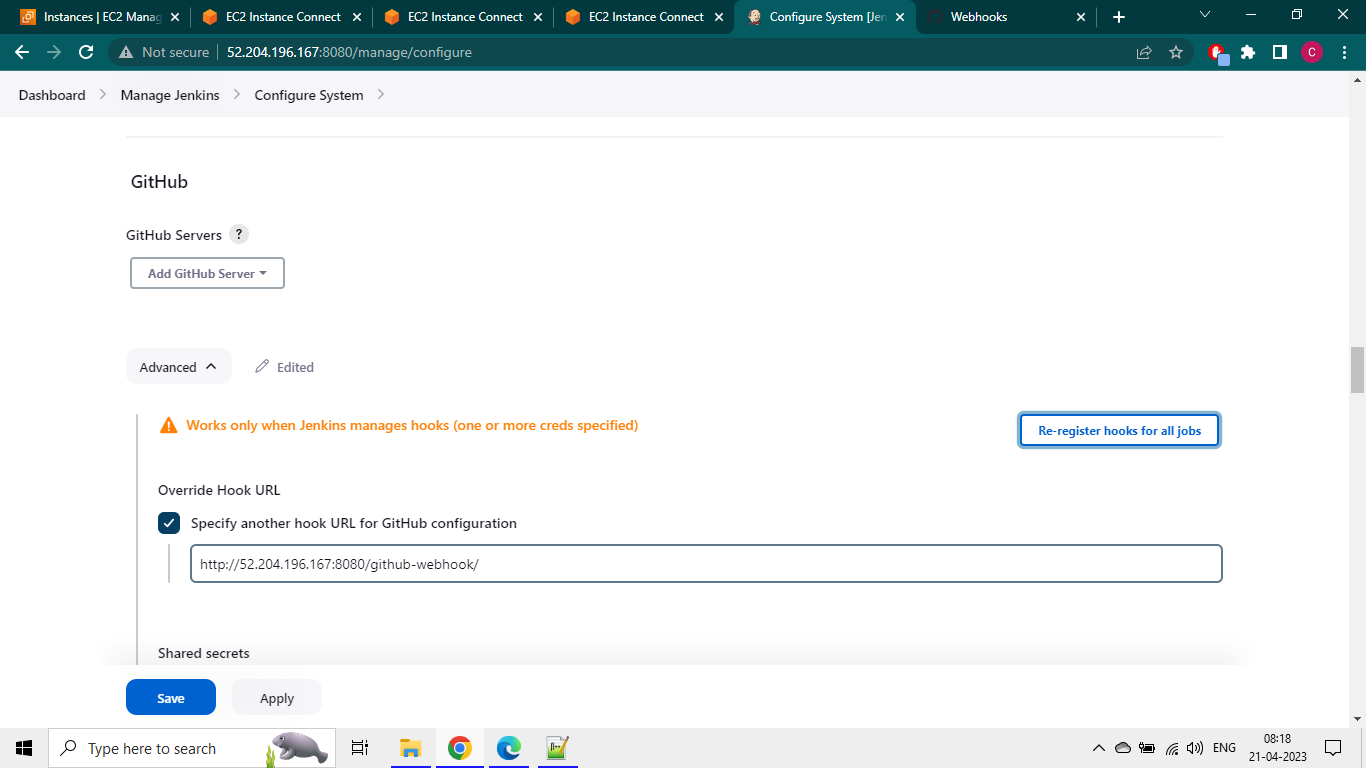 Instances | EC2 Manag
EC2 Instance Connect
EC2 Instance Connect
EC2 Instance Connect
Configure System [Jen
Webhooks
Not secure
52.204.196.167:8080/manage/configure
C
Dashboard
Manage Jenkins
Configure System
GitHub
GitHub Servers ?
Add GitHub Server
Advanced
Edited
Works only when Jenkins manages hooks (one or more creds specified)
Re-register hooks for all jobs
Override Hook URL
Specify another hook URL for GitHub configuration
http://52.204.196.167:8080/github-webhook/
Shared secrets
Save
Apply
Type here to search
ENG
08:18
21-04-2023